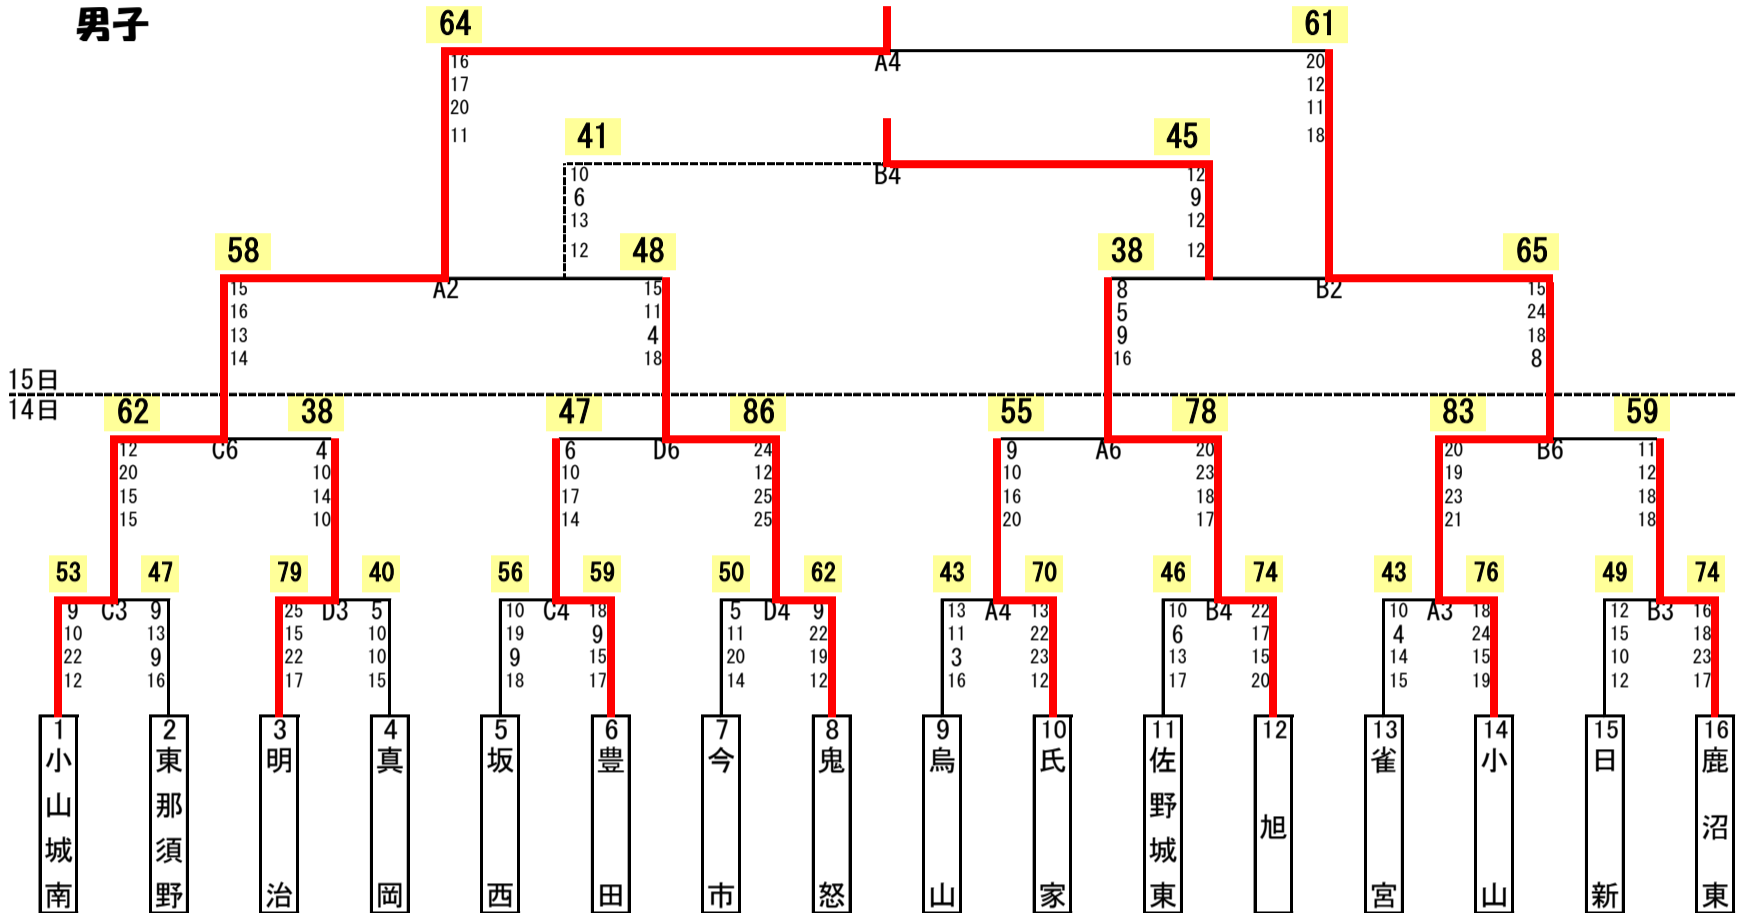 男子
64 61
A4
16 20
17 12
20 11
11 18
41 45
B4
10 12
6 9
13 12
12 12
58 48 38 65
A2 B2
15 15 8 15
16 11 5 24
13 4 9 18
14 18 16 8
15日
14日
62 38 47 86 55 78 83 59
C6 D6 A6 B6
12 4 6 24 9 20 20 11
20 10 10 12 10 23 19 12
15 14 17 25 16 18 23 18
15 10 14 25 20 17 21 18
53 47 79 40 56 59 50 62 43 70 46 74 43 76 49 74
C3 D3 C4 D4 A4 B4 A3 B3
9 9 25 5 10 18 5 9 13 13 10 22 10 18 12 16
10 13 15 10 19 9 11 22 11 22 6 17 4 24 15 18
22 9 22 10 9 15 20 19 3 23 13 15 14 15 10 23
12 16 17 15 18 17 14 12 16 12 17 20 15 19 12 17
1 小山城南
2 東那須野
3 明治
4 真岡
5 坂西
6 豊田
7 今市
8 鬼怒
9 烏山
10 氏家
11 佐野城東
12 旭
13 雀宮
14 小山
15 日新
16 鹿沼東